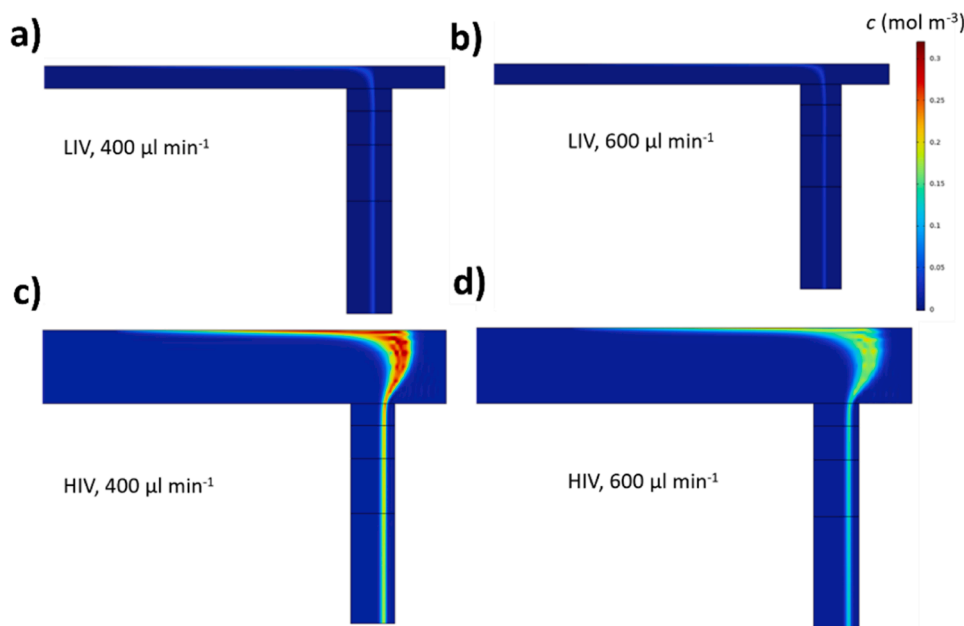 a)
b)
c (mol m⁻³)
LIV, 400 µl min⁻¹
LIV, 600 µl min⁻¹
0.3
0.25
0.2
0.15
0.1
0.05
0
c)
d)
HIV, 400 µl min⁻¹
HIV, 600 µl min⁻¹